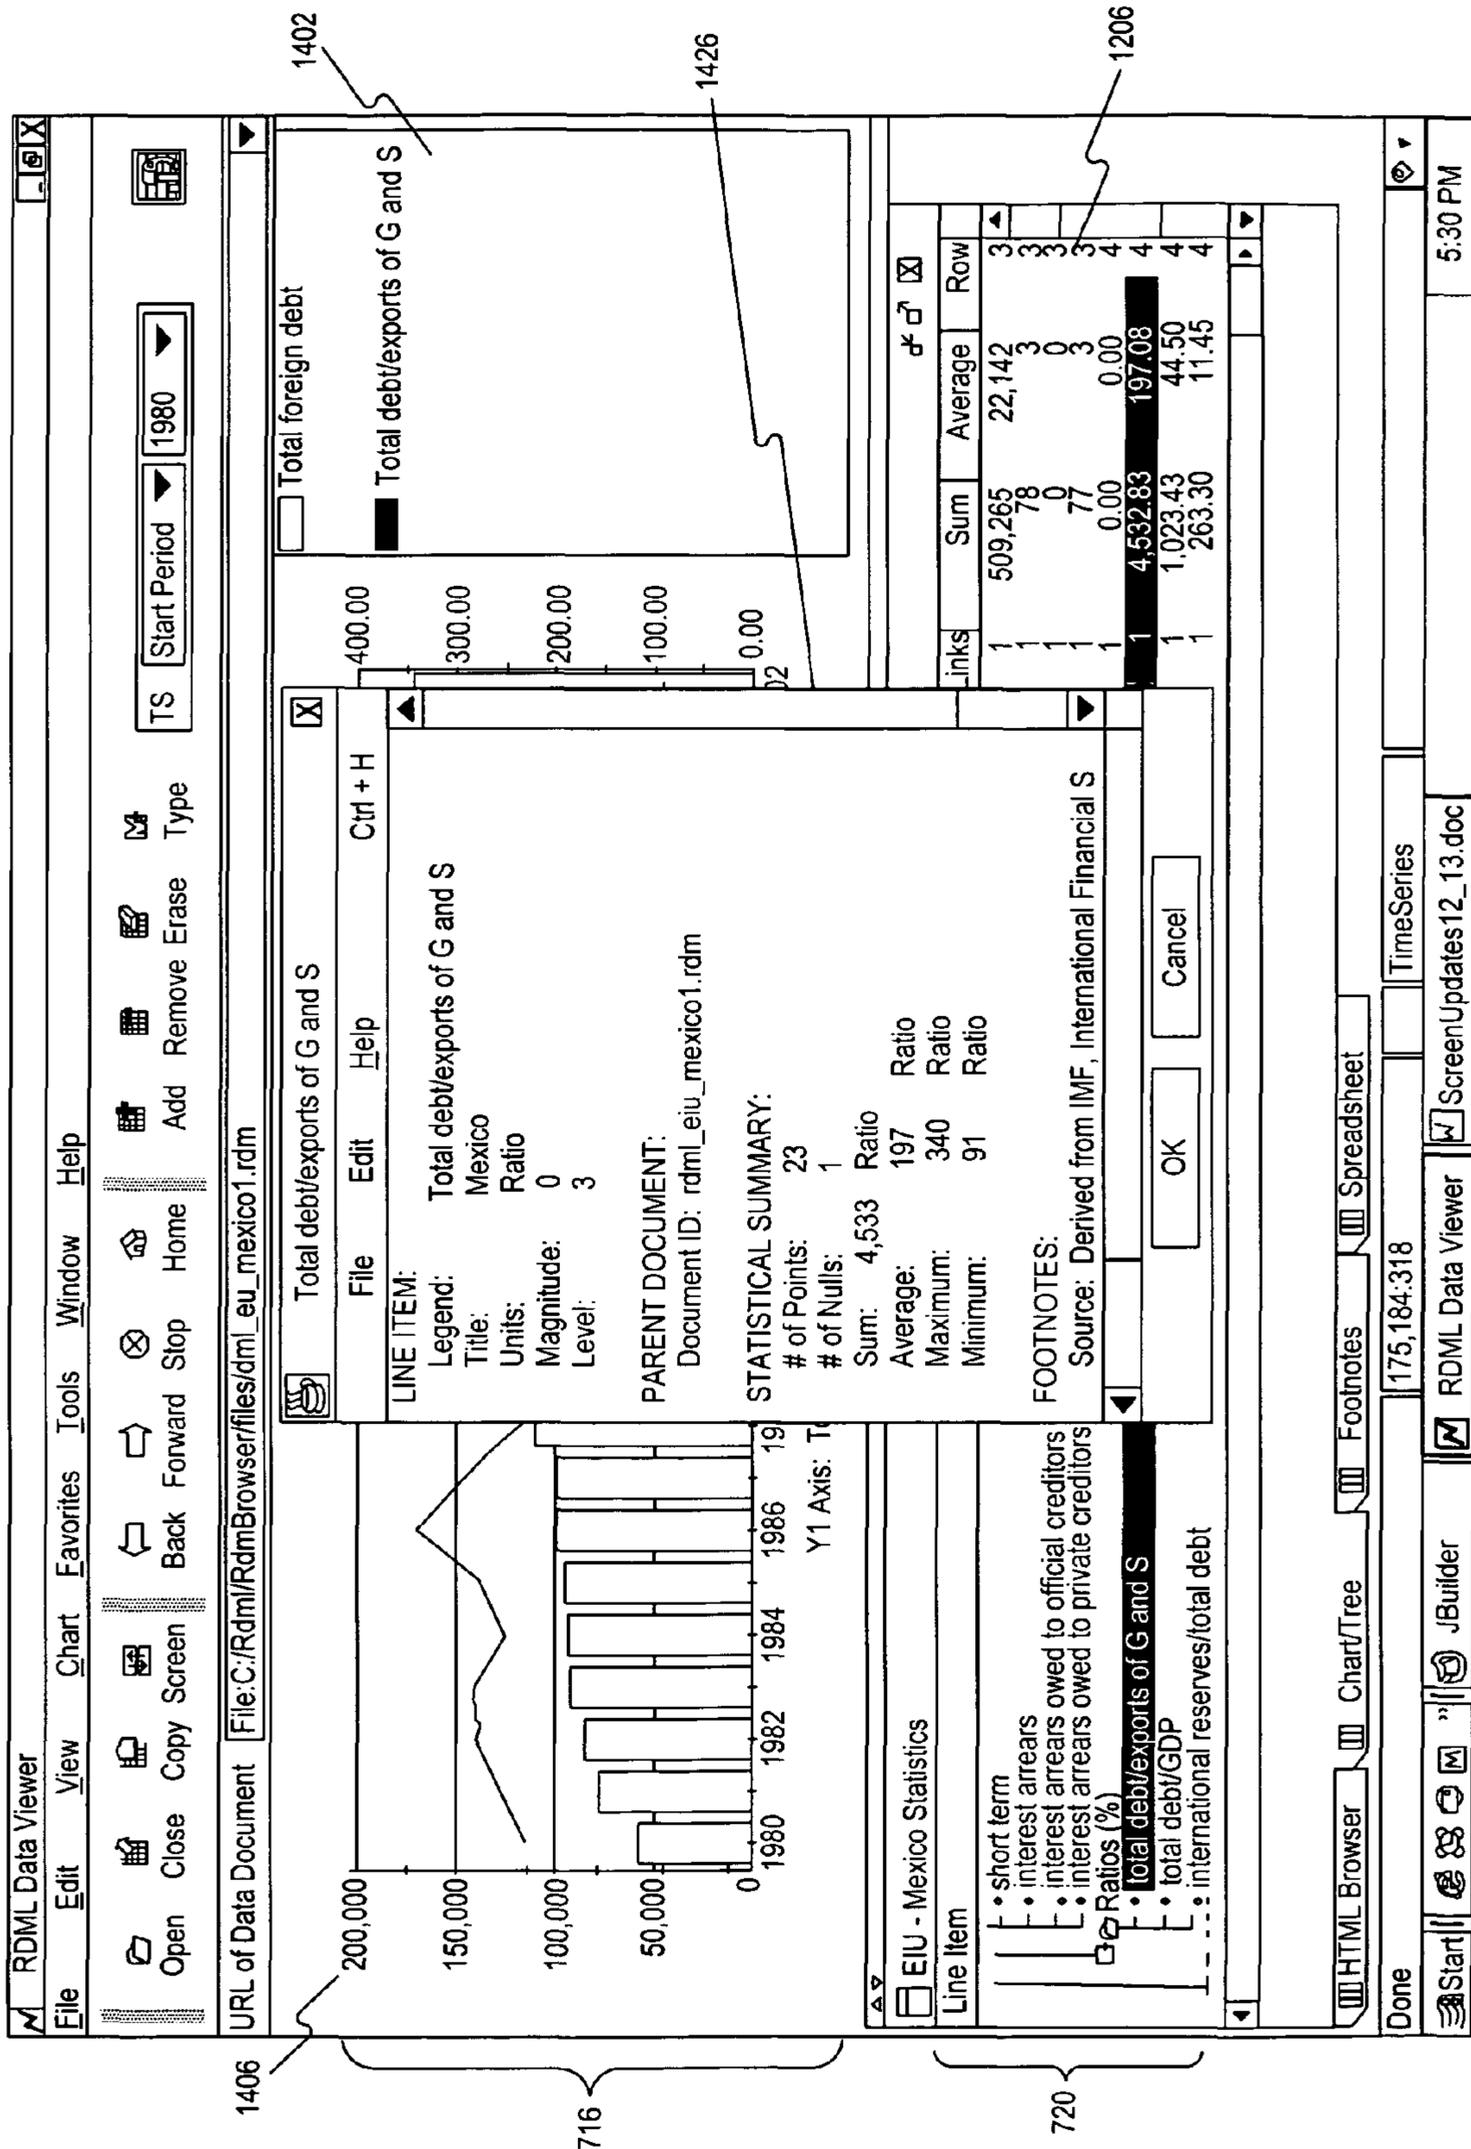 RDML Data Viewer
File Edit View Chart Favorites Tools Window Help
Open Close Copy Screen Back Forward Stop Home Add Remove Erase Type
TS Start Period 1980
URL of Data Document File:C:/Rdml/RdmBrowser/files/dml_eu_mexico1.rdm
1402
1406
1426
1206
716
720
200,000
150,000
100,000
50,000
0
1980 1982 1984 1986 19
Y1 Axis: To
400.00
300.00
200.00
100.00
0.00
02
Total foreign debt
Total debt/exports of G and S
Total debt/exports of G and S
File Edit Help Ctrl + H
LINE ITEM:
Legend: Total debt/exports of G and S
Title: Mexico
Units: Ratio
Magnitude: 0
Level: 3
PARENT DOCUMENT:
Document ID: rdml_eiu_mexico1.rdm
STATISTICAL SUMMARY:
# of Points: 23
# of Nulls: 1
Sum: 4,533 Ratio
Average: 197 Ratio
Maximum: 340 Ratio
Minimum: 91 Ratio
FOOTNOTES:
Source: Derived from IMF, International Financial S
OK Cancel
EIU - Mexico Statistics
Line Item inks Sum Average Row
short term 1 509,265 22,142 3
interest arrears 1 78 3 3
interest arrears owed to official creditors 1 0 0 3
interest arrears owed to private creditors 1 77 3 3
Ratios (%) 1 0.00 0.00 4
total debt/exports of G and S 1 4,532.83 197.08 4
total debt/GDP 1 1,023.43 44.50 4
international reserves/total debt 1 263.30 11.45 4
HTML Browser Chart/Tree Footnotes Spreadsheet
Done 175,184:318 TimeSeries
Start M " JBuilder RDML Data Viewer W ScreenUpdates12_13.doc 5:30 PM